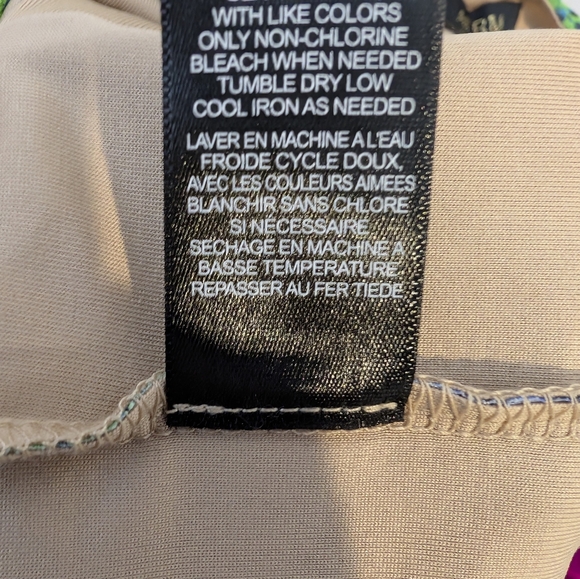 WITH LIKE COLORS
ONLY NON-CHLORINE
BLEACH WHEN NEEDED
TUMBLE DRY LOW
COOL IRON AS NEEDED
LAVER EN MACHINE A L'EAU
FROIDE CYCLE DOUX,
AVEC LES COULEURS AIMEES
BLANCHIR SANS CHLORE
SI NECESSAIRE
SECHAGE EN MACHINE A
BASSE TEMPERATURE
REPASSER AU FER TIEDE